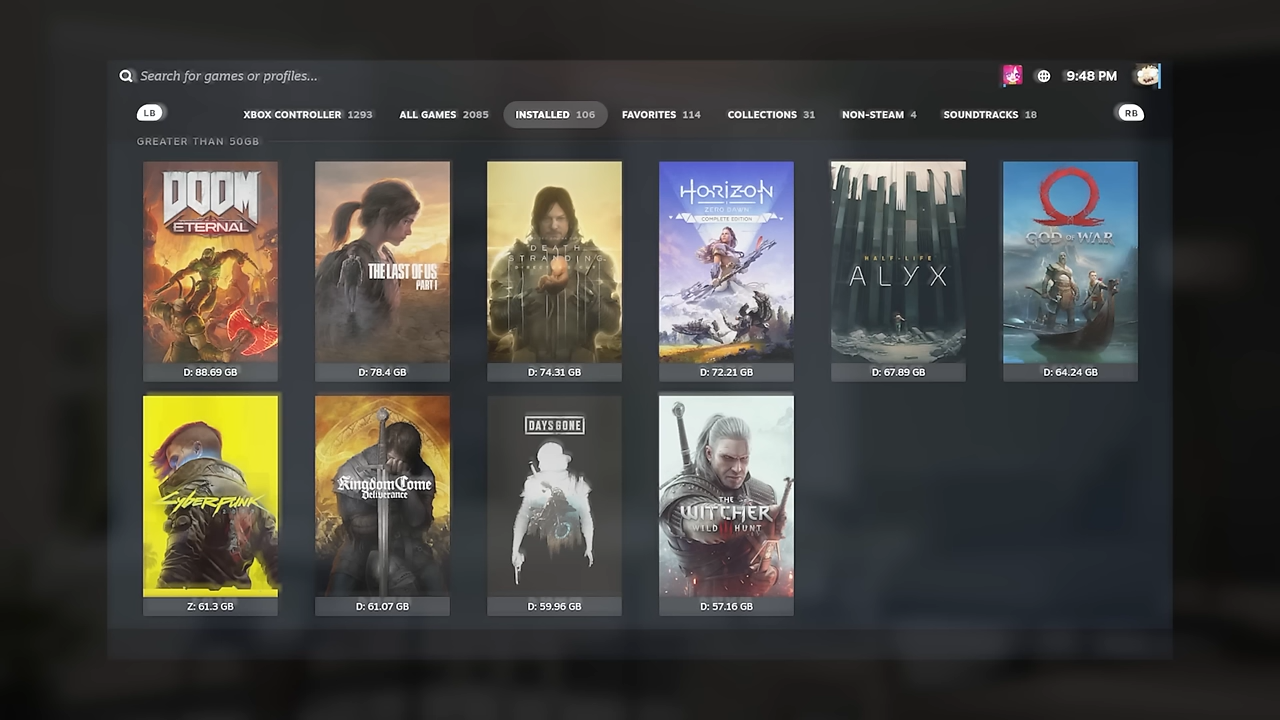 Search for games or profiles...
9:48 PM
LB
XBOX CONTROLLER 1293
ALL GAMES 2085
INSTALLED 106
FAVORITES 114
COLLECTIONS 31
NON-STEAM 4
SOUNDTRACKS 18
RB
GREATER THAN 50GB
DOOM
ETERNAL
THE LAST OF US
PART I
DEATH
STRANDING
HORIZON
ZERO DAWN
COMPLETE EDITION
HALF-LIFE
ALYX
GOD OF WAR
D: 88.69 GB
D: 78.4 GB
D: 74.31 GB
D: 72.21 GB
D: 67.89 GB
D: 64.24 GB
CYBERPUNK
Kingdom Come
Deliverance
DAYS GONE
THE
WITCHER
WILD HUNT
Z: 61.3 GB
D: 61.07 GB
D: 59.96 GB
D: 57.16 GB